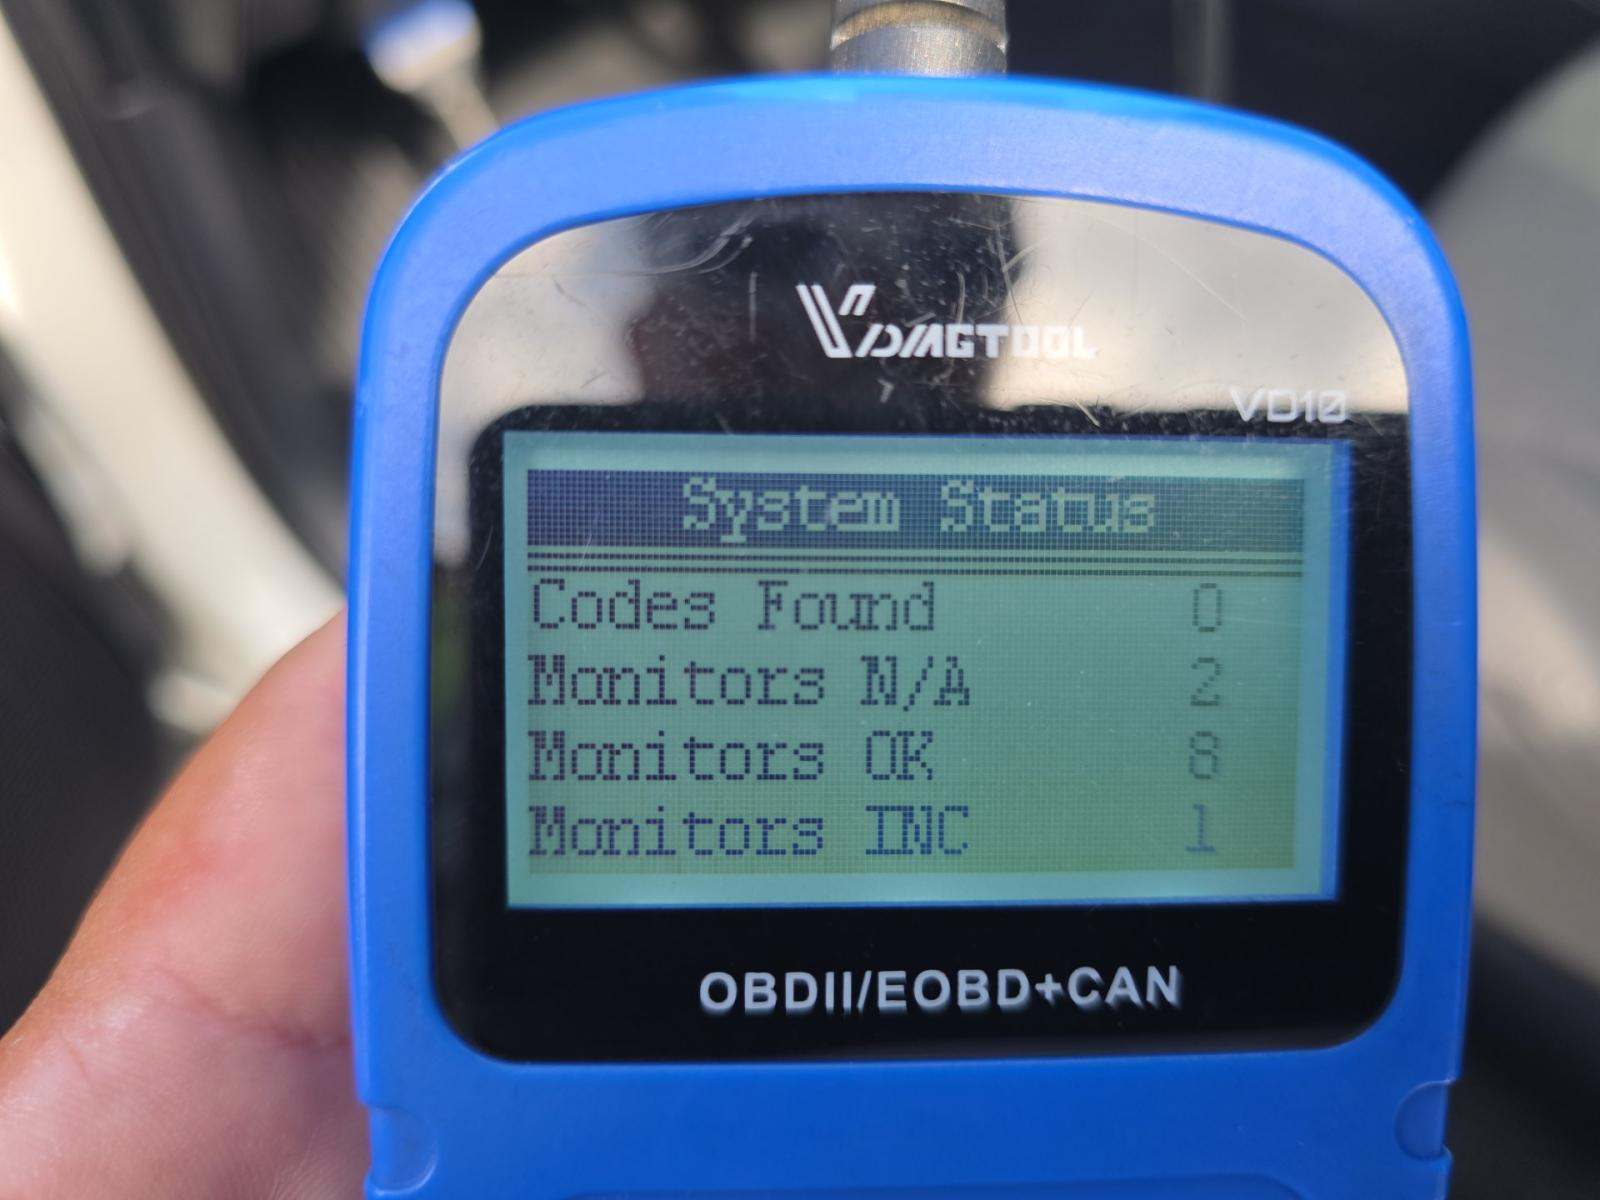 VDIAGTOOL
VD10
System Status
Codes Found 0
Monitors N/A 2
Monitors OK 8
Monitors INC 1
OBDII/EOBD+CAN